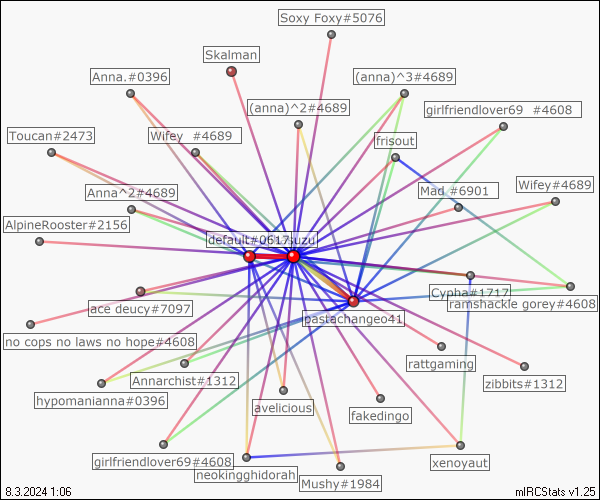 Soxy Foxy#5076
Skalman
Anna.#0396
(anna)^3#4689
(anna)^2#4689
girlfriendlover69 #4608
Toucan#2473
Wifey #4689
frisout
Anna^2#4689
Mad #6901
Wifey#4689
AlpineRooster#2156
default#0617
suzu
Cypha#1717
ramshackle gorey#4608
lace deucy#7097
pastachangeo41
no cops no laws no hope#4608
rattgaming
Annarchist#1312
zibbits#1312
hypomanianna#0396
avelicious
fakedingo
girlfriendlover69#4608
xenoyaut
neokingghidorah
Mushy#1984
8.3.2024 1:06
mIRCStats v1.25